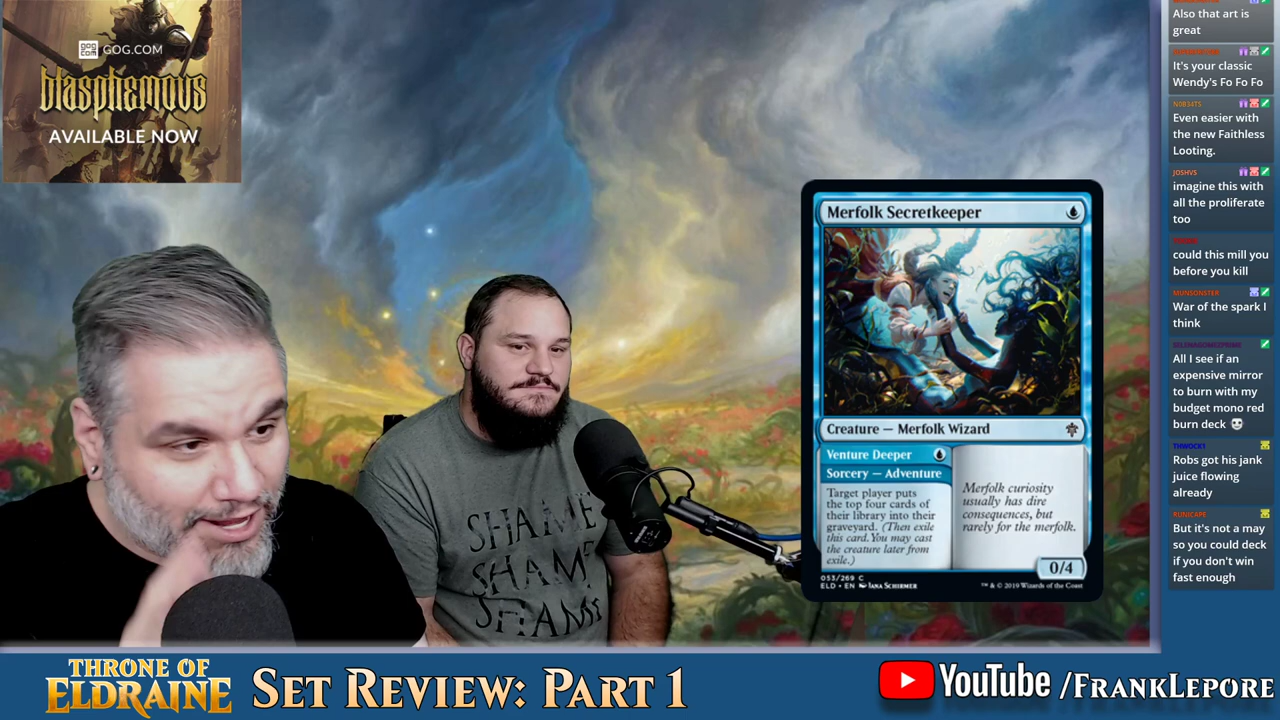 GOG.COM
blasphemous
AVAILABLE NOW
SHAME
SHAME
SHAME
Merfolk Secretkeeper
Creature — Merfolk Wizard
Venture Deeper
Sorcery — Adventure
Target player puts
the top four cards of
their library into their
graveyard. (Then exile
this card. You may cast
the creature later from
exile.)
Merfolk curiosity
usually has dire
consequences, but
rarely for the merfolk.
0/4
053/269 C
ELD • EN Iana Schirmer
™ & © 2019 Wizards of the Coast
Also that art is
great
It's your classic
Wendy's Fo Fo Fo
N0B34TS
Even easier with
the new Faithless
Looting.
JOSHVS
imagine this with
all the proliferate
too
could this mill you
before you kill
MUNSONSTER
War of the spark I
think
All I see if an
expensive mirror
to burn with my
budget mono red
burn deck 💀
THWOCK1
Robs got his jank
juice flowing
already
RUNICAPE
But it's not a may
so you could deck
if you don't win
fast enough
THRONE OF
ELDRAINE
SET REVIEW: PART 1
YouTube /FRANKLEPORE